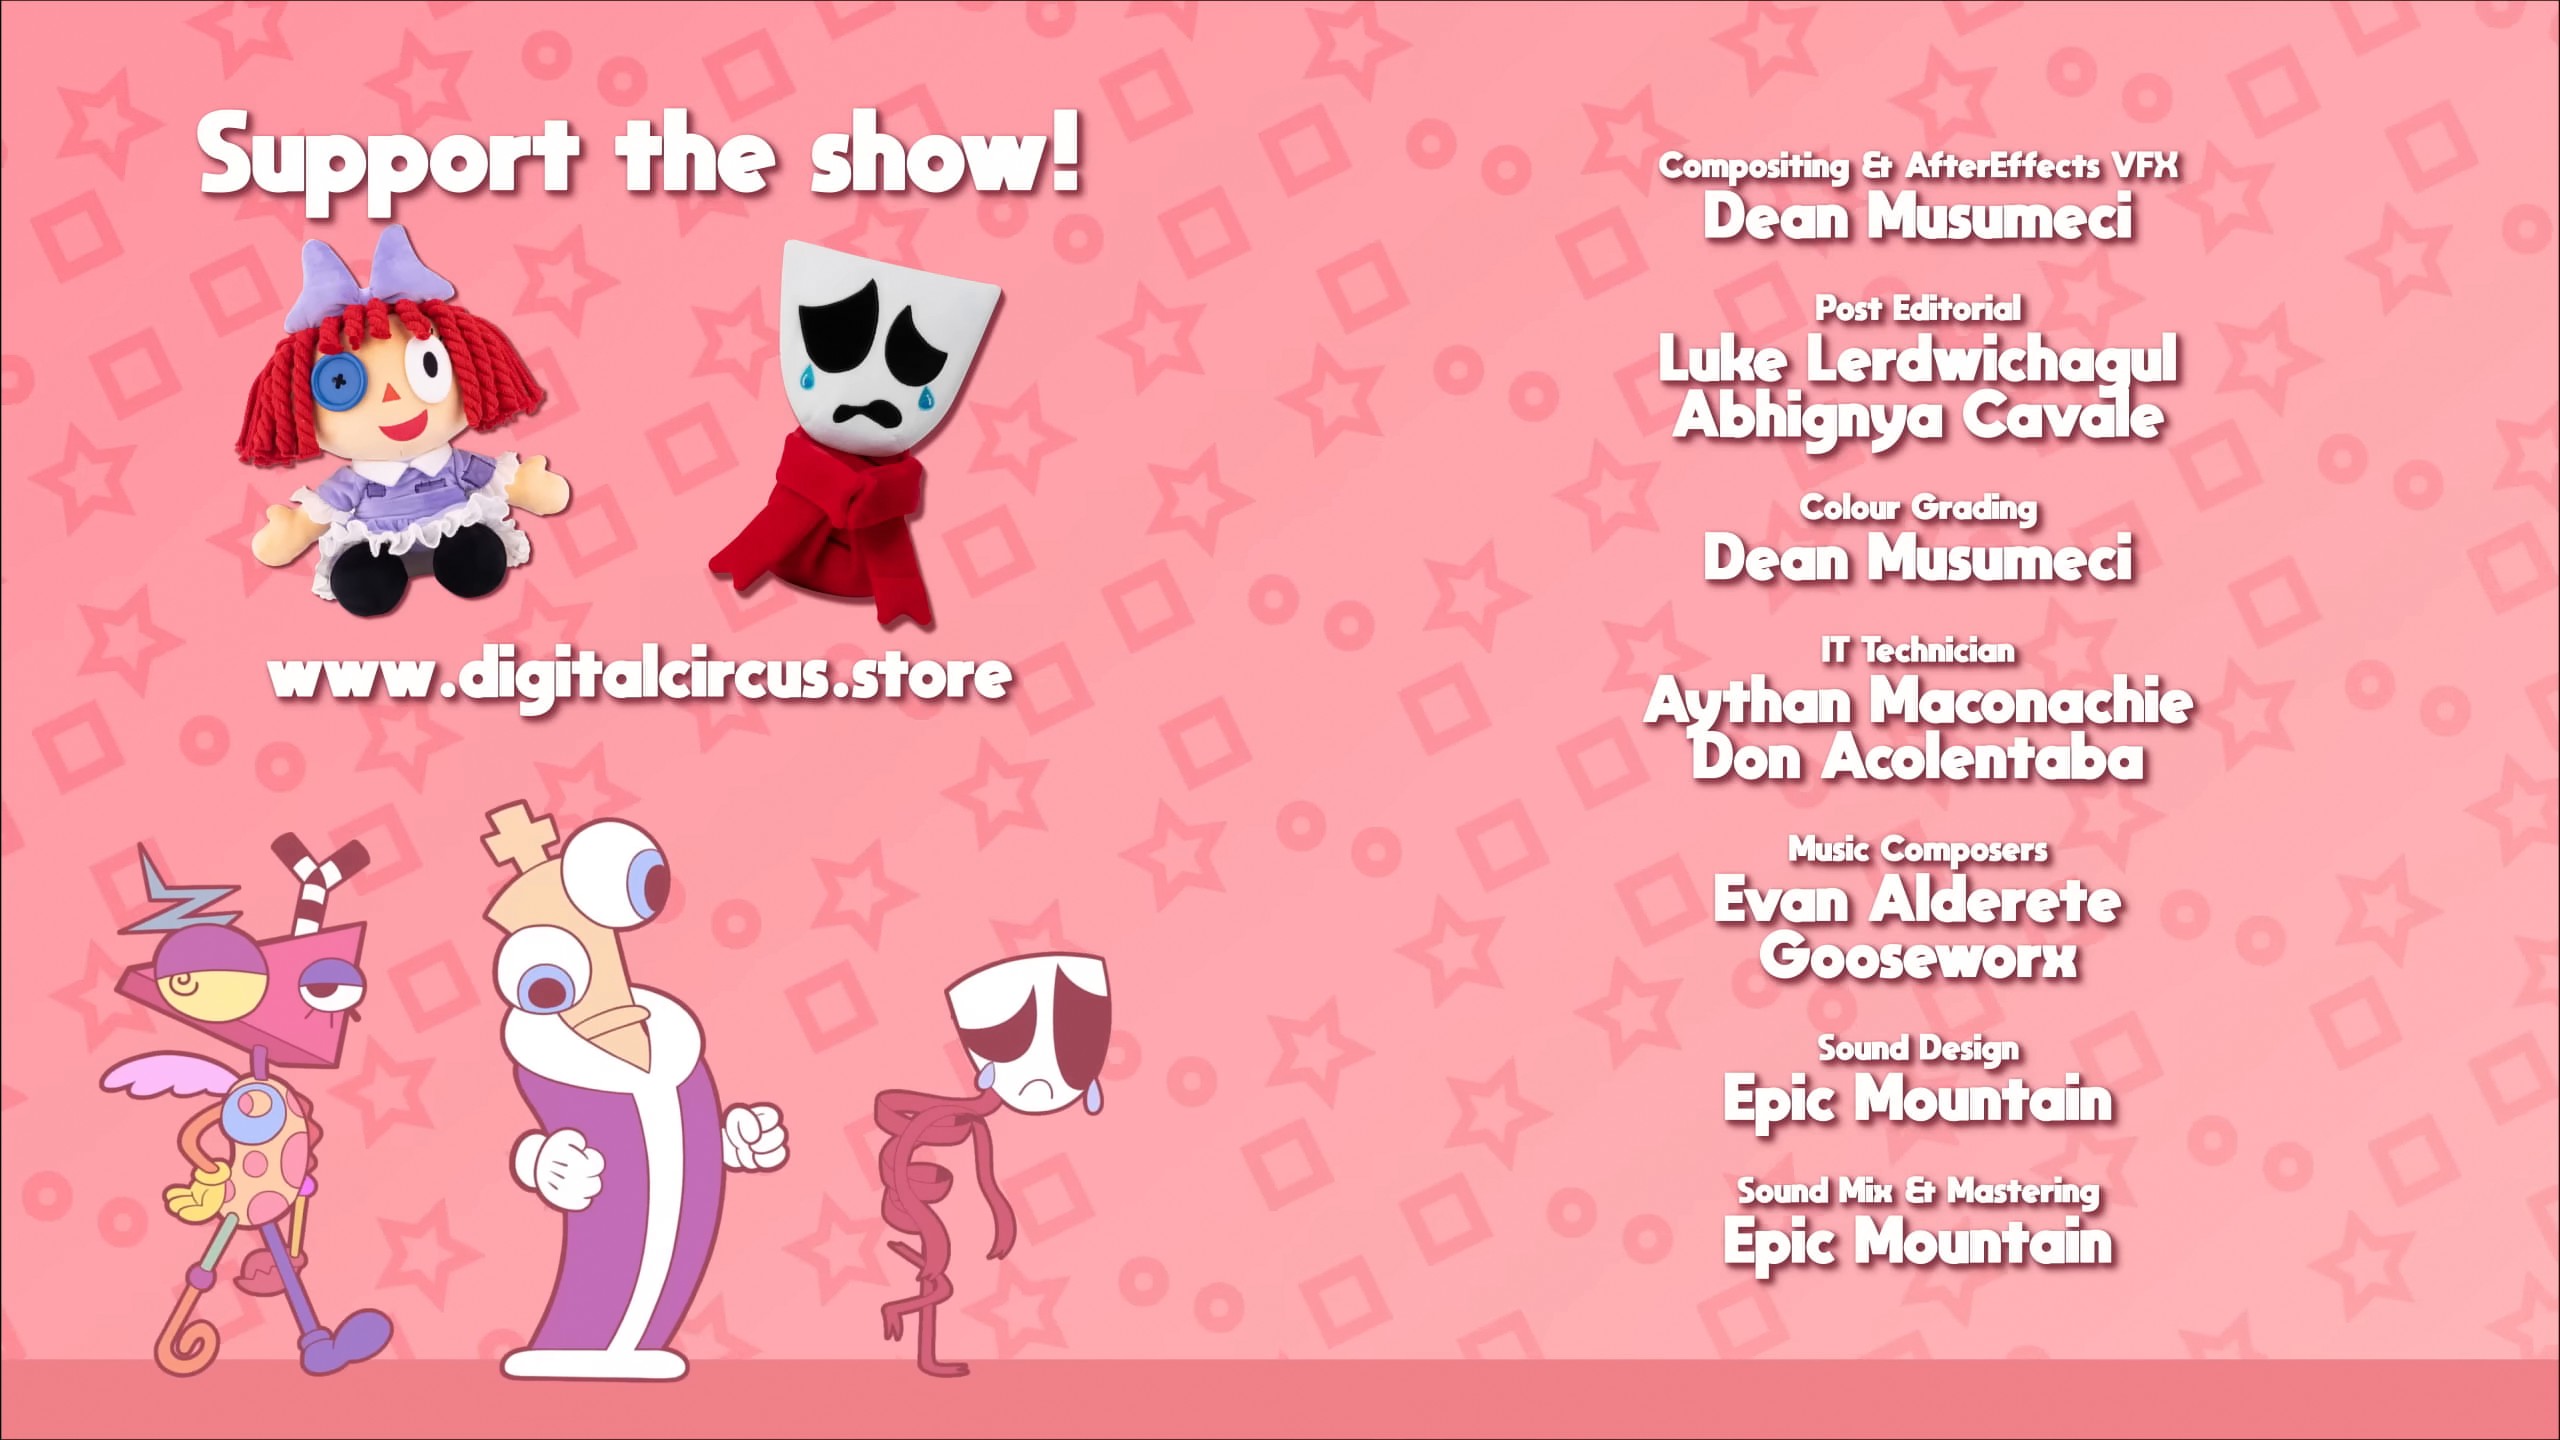 Support the show!
www.digitalcircus.store
Compositing & AfterEffects VFX
Dean Musumeci
Post Editorial
Luke Lerdwichagul
Abhignya Cavale
Colour Grading
Dean Musumeci
IT Technician
Aythan Maconachie
Don Acolentaba
Music Composers
Evan Alderete
Gooseworx
Sound Design
Epic Mountain
Sound Mix & Mastering
Epic Mountain